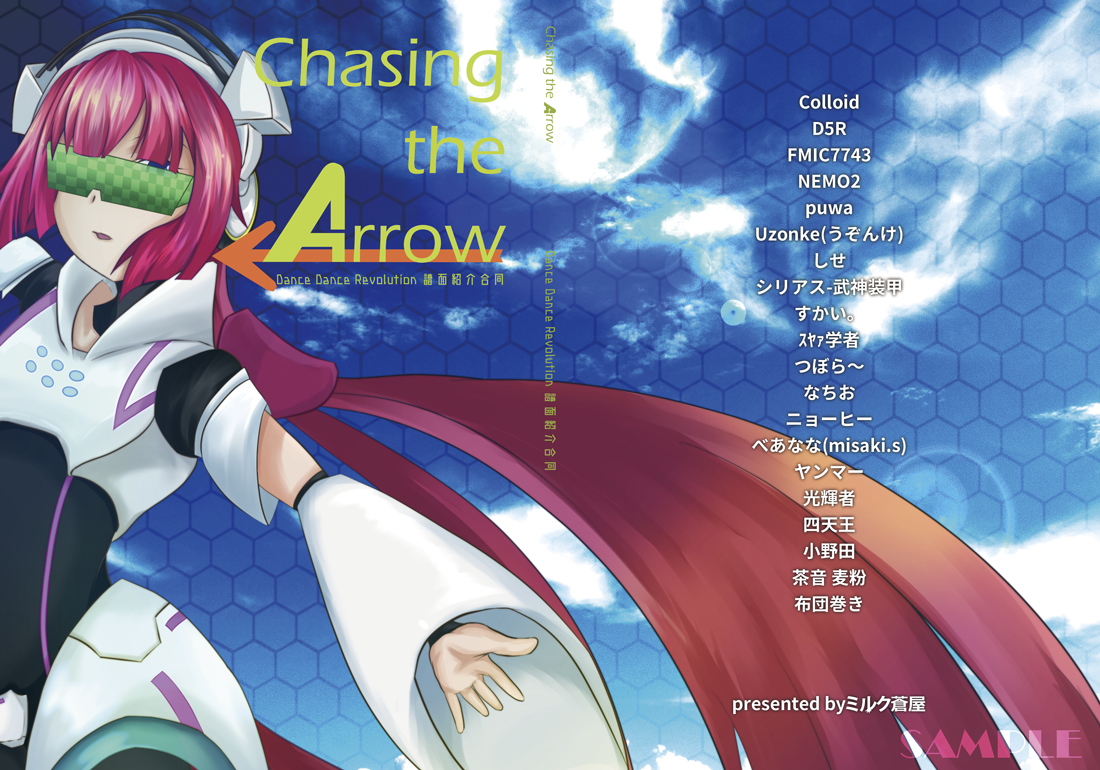 Chasing
the
Arrow
Dance Dance Revolution 譜面紹介合同
Chasing the Arrow
Dance Dance Revolution 譜面紹介合同
Colloid
D5R
FMIC7743
NEMO2
puwa
Uzonke(うぞんけ)
しせ
シリアス-武神装甲
すかい。
ｽﾔｧ学者
つぼら～
なちお
ニョーヒー
べあなな(misaki.s)
ヤンマー
光輝者
四天王
小野田
茶音 麦粉
布団巻き
presented byミルク蒼屋
SAMPLE